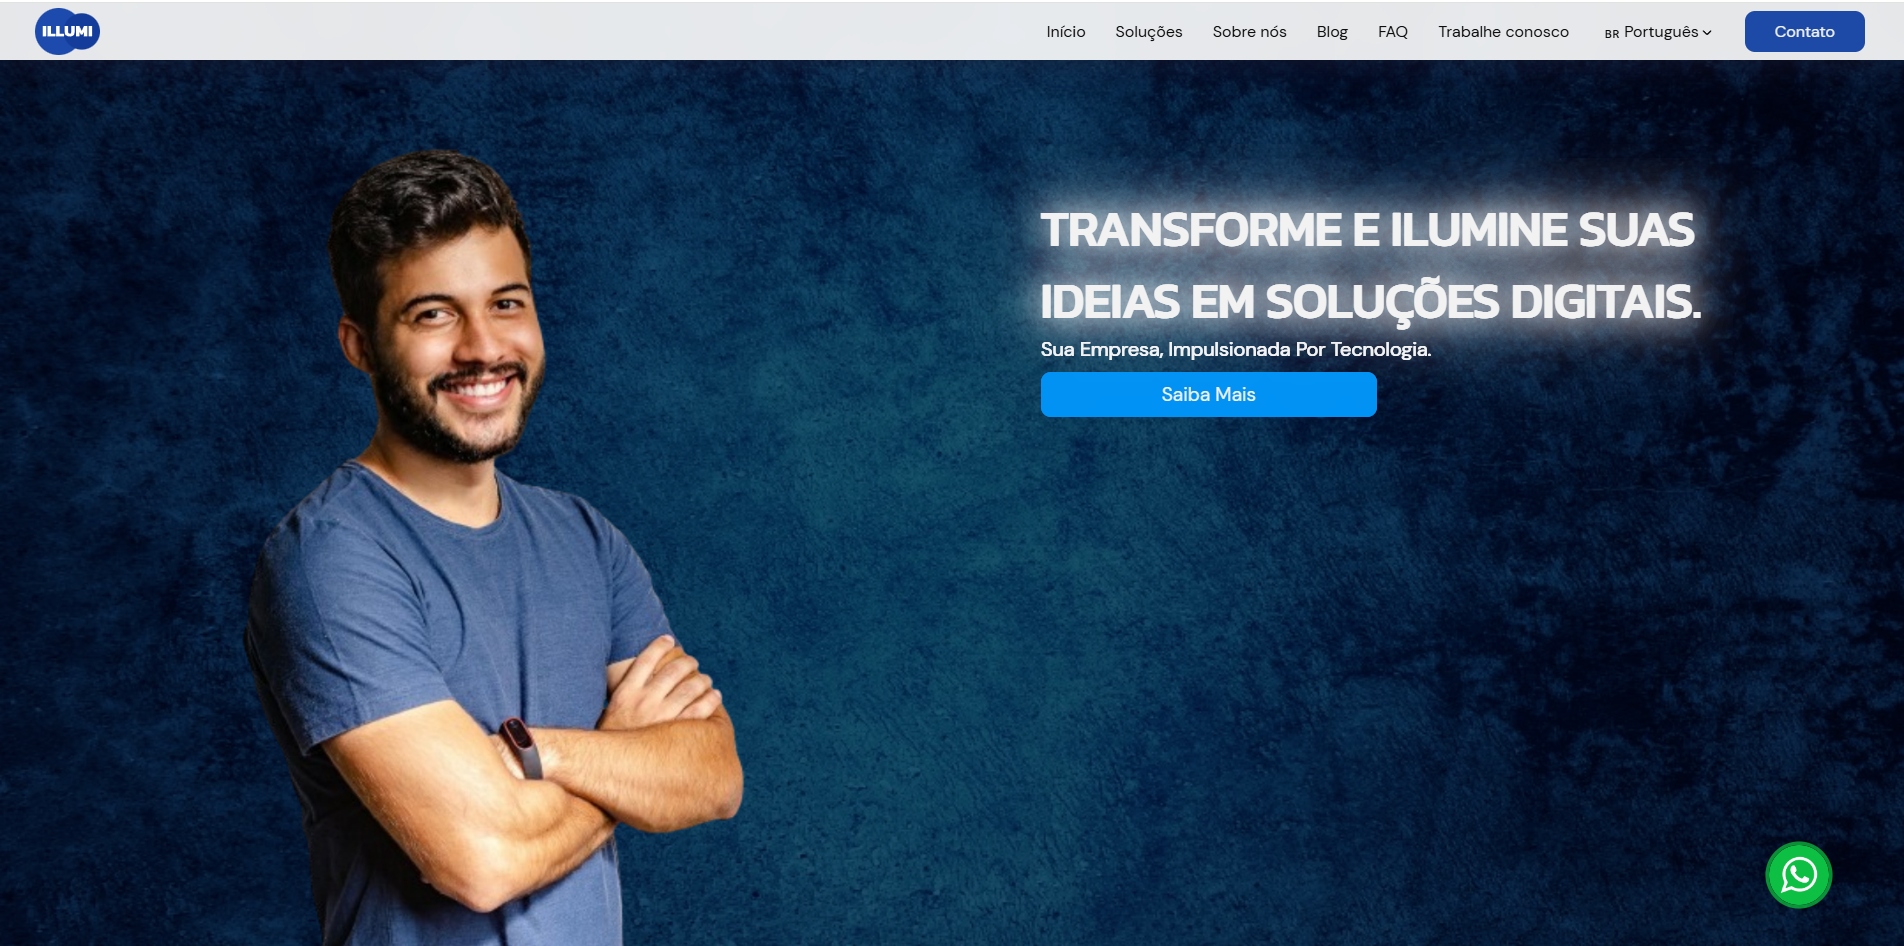 ILLUMI
Início Soluções Sobre nós Blog FAQ Trabalhe conosco BR Português Contato
TRANSFORME E ILUMINE SUAS
IDEIAS EM SOLUÇÕES DIGITAIS.
Sua Empresa, Impulsionada Por Tecnologia.
Saiba Mais